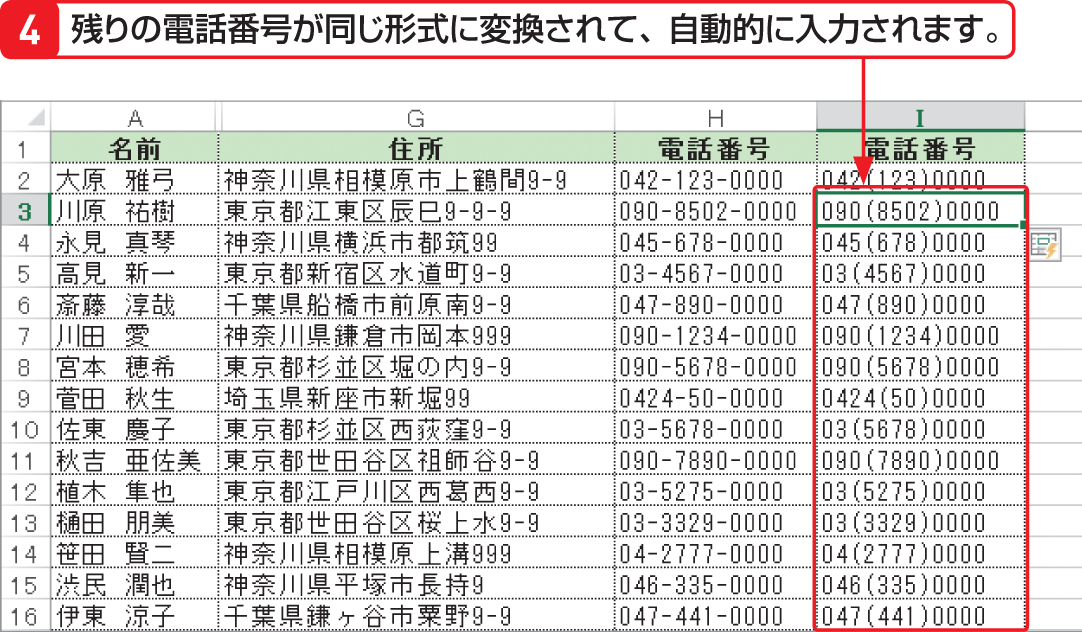 4 残りの電話番号が同じ形式に変換されて、自動的に入力されます。
A G H I
1 名前 住所 電話番号 電話番号
2 大原 雅弓 神奈川県相模原市上鶴間9-9 042-123-0000 042(123)0000
3 川原 祐樹 東京都江東区辰巳9-9-9 090-8502-0000 090(8502)0000
4 永見 真琴 神奈川県横浜市都筑99 045-678-0000 045(678)0000
5 高見 新一 東京都新宿区水道町9-9 03-4567-0000 03(4567)0000
6 斎藤 淳哉 千葉県船橋市前原南9-9 047-890-0000 047(890)0000
7 川田 愛 神奈川県鎌倉市岡本999 090-1234-0000 090(1234)0000
8 宮本 穂希 東京都杉並区堀の内9-9 090-5678-0000 090(5678)0000
9 菅田 秋生 埼玉県新座市新堀99 0424-50-0000 0424(50)0000
10 佐東 慶子 東京都杉並区西荻窪9-9 03-5678-0000 03(5678)0000
11 秋吉 亜佐美 東京都世田谷区祖師谷9-9 090-7890-0000 090(7890)0000
12 植木 隼也 東京都江戸川区西葛西9-9 03-5275-0000 03(5275)0000
13 樋田 朋美 東京都世田谷区桜上水9-9 03-3329-0000 03(3329)0000
14 笹田 賢二 神奈川県相模原上溝999 04-2777-0000 04(2777)0000
15 渋民 潤也 神奈川県平塚市長持9 046-335-0000 046(335)0000
16 伊東 涼子 千葉県鎌ヶ谷市粟野9-9 047-441-0000 047(441)0000